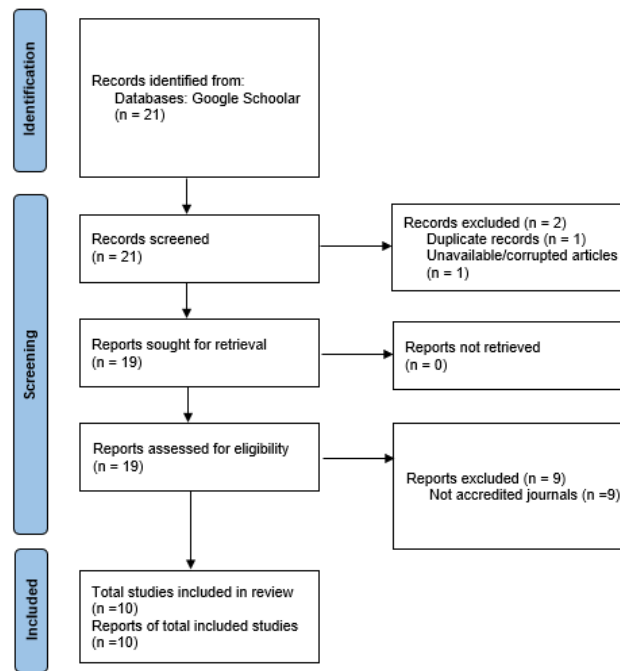 Identification
Records identified from:
Databases: Google Schoolar
(n = 21)
Screening
Records screened
(n = 21)
Records excluded (n = 2)
Duplicate records (n = 1)
Unavailable/corrupted articles
(n = 1)
Reports sought for retrieval
(n = 19)
Reports not retrieved
(n = 0)
Reports assessed for eligibility
(n = 19)
Reports excluded (n = 9)
Not accredited journals (n =9)
Included
Total studies included in review
(n =10)
Reports of total included studies
(n =10)